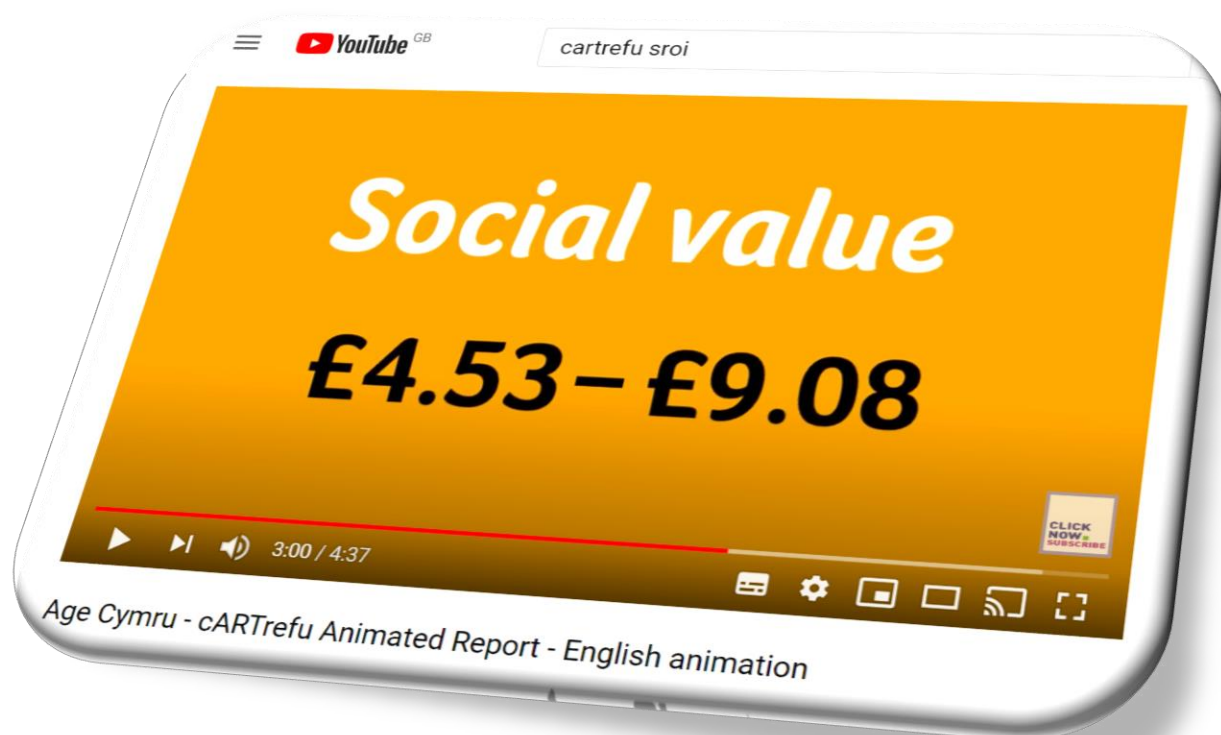 YouTube GB
cartrefu sroi
Social value
£4.53 – £9.08
CLICK
NOW.
SUBSCRIBE
3:00 / 4:37
Age Cymru - cARTrefu Animated Report - English animation